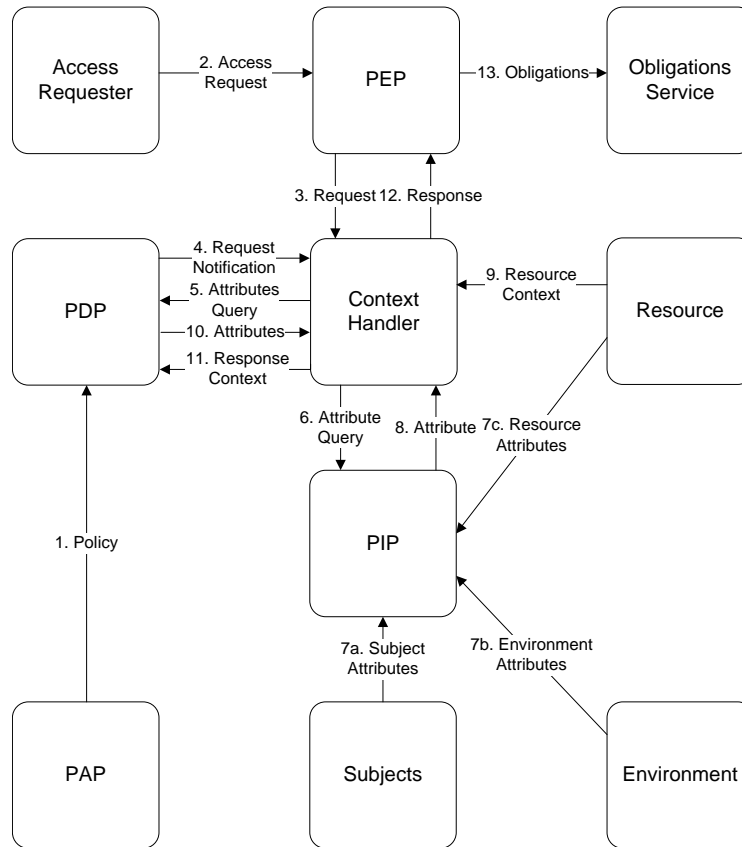 Access
Requester
2. Access
Request
PEP
13. Obligations
Obligations
Service
3. Request
12. Response
PDP
4. Request
Notification
5. Attributes
Query
10. Attributes
11. Response
Context
Context
Handler
9. Resource
Context
Resource
6. Attribute
Query
8. Attribute
7c. Resource
Attributes
1. Policy
PIP
7a. Subject
Attributes
7b. Environment
Attributes
PAP
Subjects
Environment